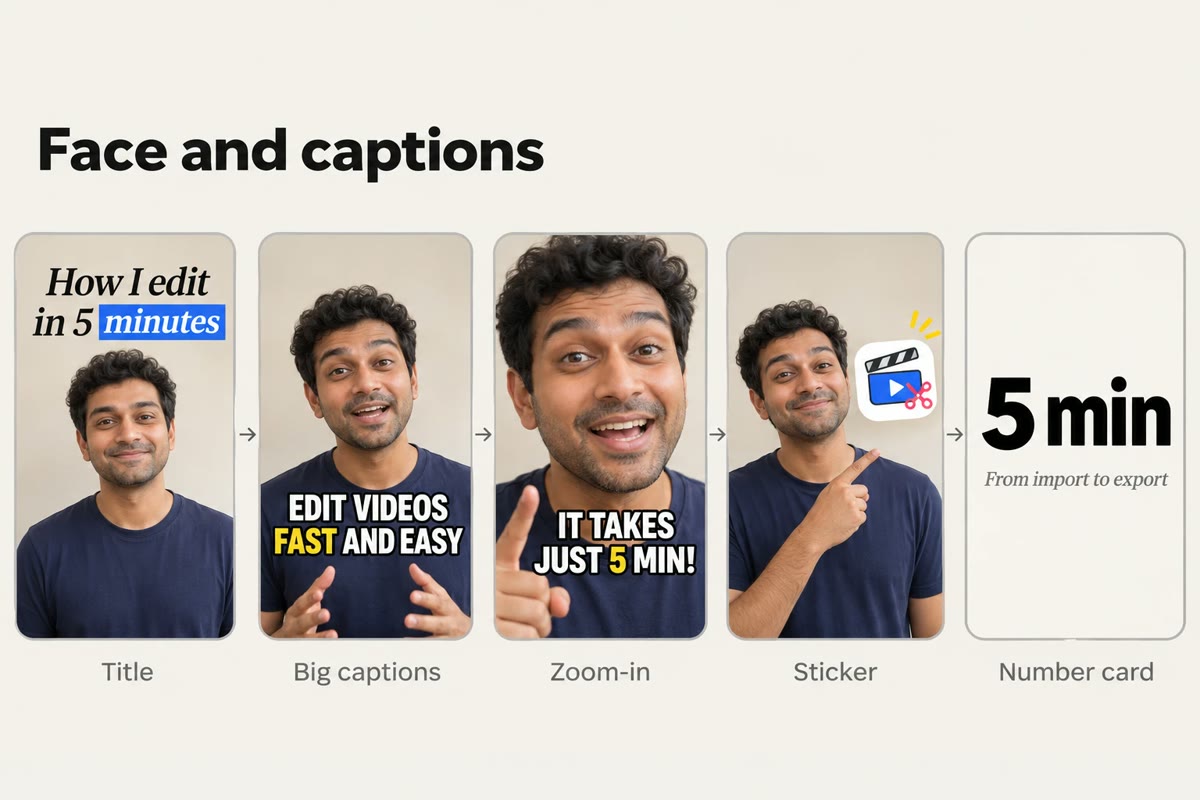 Face and captions
How I edit
in 5 minutes
EDIT VIDEOS
FAST AND EASY
IT TAKES
JUST 5 MIN!
5 min
From import to export
Title
Big captions
Zoom-in
Sticker
Number card